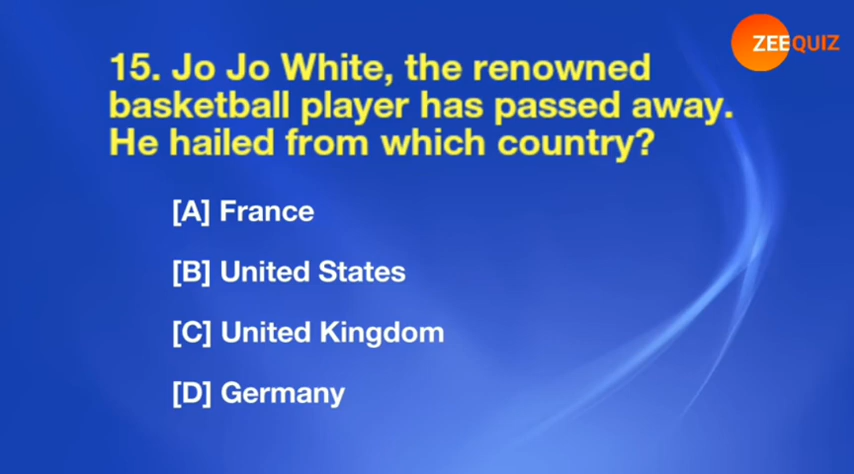 ZEEQUIZ
15. Jo Jo White, the renowned
basketball player has passed away.
He hailed from which country?
[A] France
[B] United States
[C] United Kingdom
[D] Germany